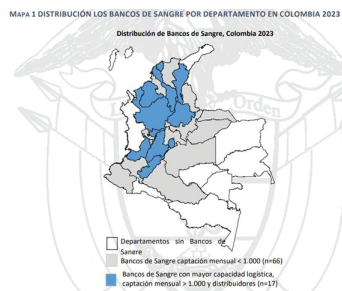 MAPA 1 DISTRIBUCIÓN LOS BANCOS DE SANGRE POR DEPARTAMENTO EN COLOMBIA 2023
Distribución de Bancos de Sangre, Colombia 2023
Orden
Departamentos sin Bancos de
Sangre
Bancos de Sangre captación mensual < 1.000 (n=66)
Bancos de Sangre con mayor capacidad logística,
captación mensual > 1.000 y distribuidores (n=17)